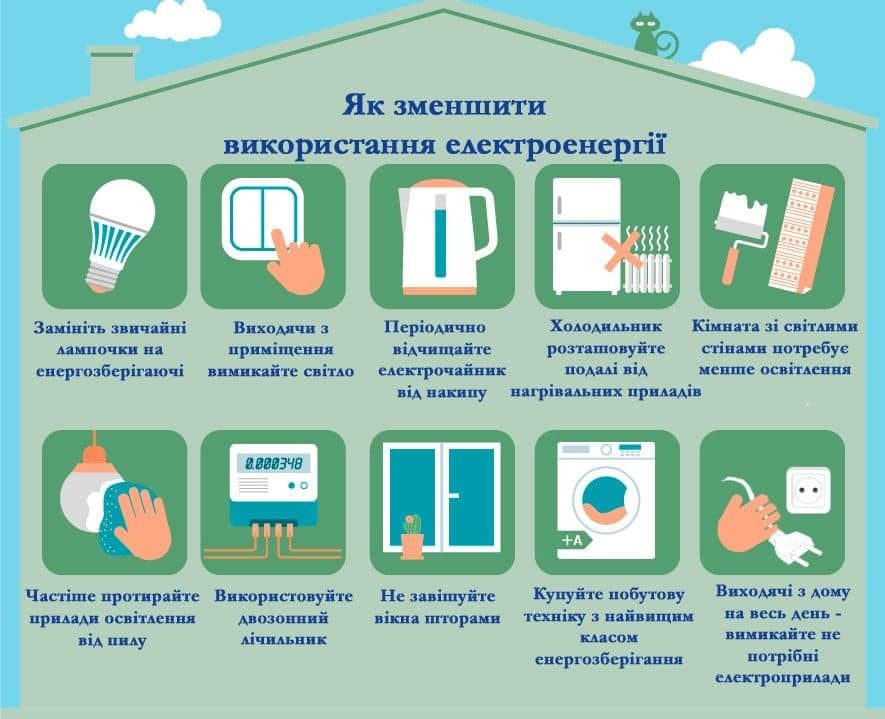 Як зменшити
використання електроенергії
Замініть звичайні
лампочки на
енергозберігаючі
Виходячи з
приміщення
вимикайте світло
Періодично
відчищайте
електрочайник
від накипу
Холодильник
розташовуйте
подалі від
нагрівальних приладів
Кімната зі світлими
стінами потребує
менше освітлення
0.000348
+A
Частіше протирайте
прилади освітлення
від пилу
Використовуйте
двозонний
лічильник
Не завішуйте
вікна шторами
Купуйте побутову
техніку з найвищим
класом
енергозберігання
Виходячі з дому
на весь день -
вимикайте не
потрібні
електроприлади